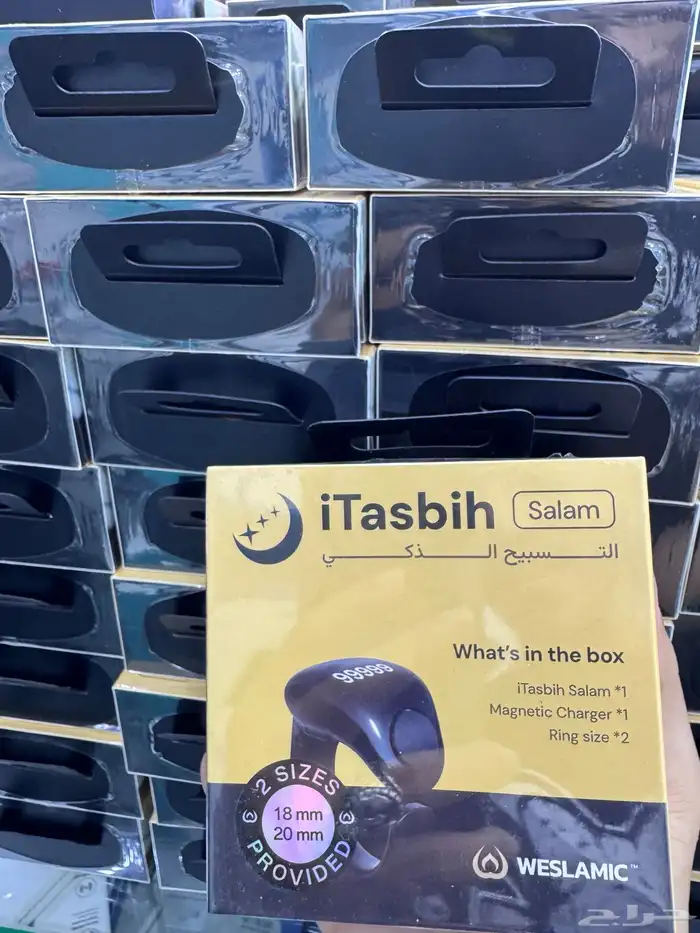 iTasbih Salam
التسبيح الذكي
What's in the box
iTasbih Salam *1
Magnetic Charger *1
Ring size *2
99999
2 SIZES
18 mm
20 mm
PROVIDED
WESLAMIC™
حراج